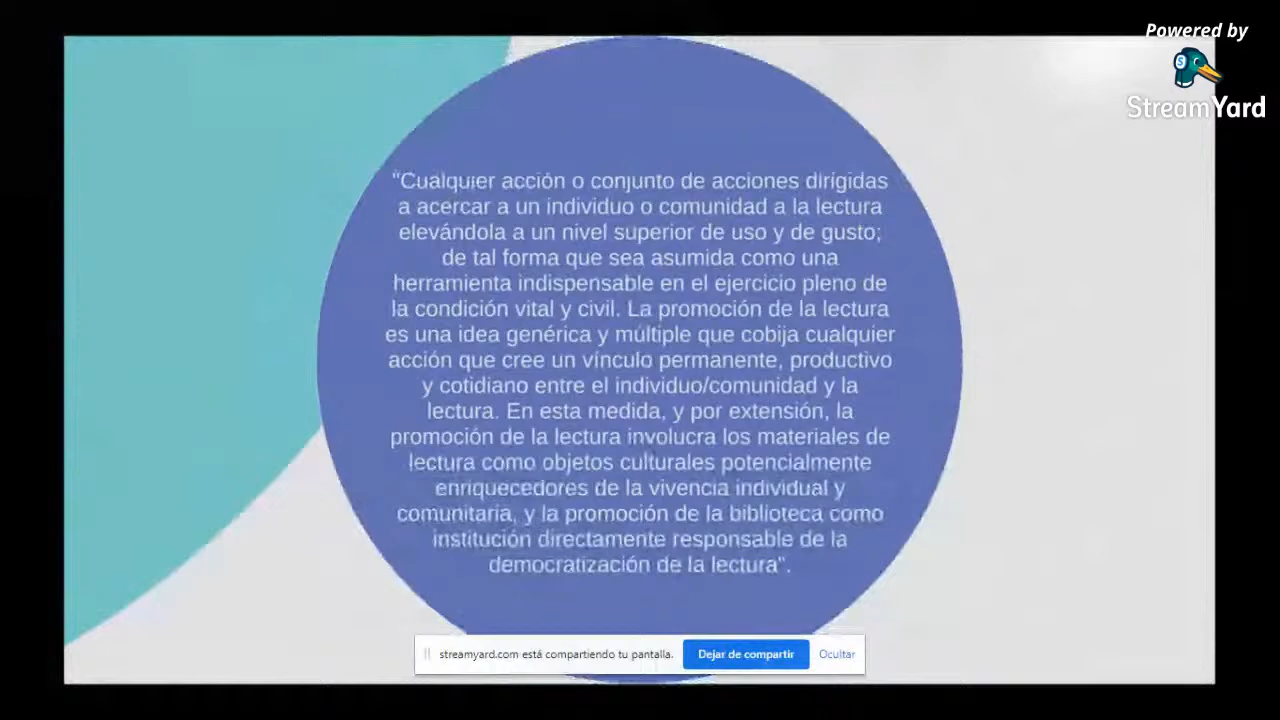 Powered by
StreamYard
"Cualquier acción o conjunto de acciones dirigidas
a acercar a un individuo o comunidad a la lectura
elevándola a un nivel superior de uso y de gusto;
de tal forma que sea asumida como una
herramienta indispensable en el ejercicio pleno de
la condición vital y civil. La promoción de la lectura
es una idea genérica y múltiple que cobija cualquier
acción que cree un vínculo permanente, productivo
y cotidiano entre el individuo/comunidad y la
lectura. En esta medida, y por extensión, la
promoción de la lectura involucra los materiales de
lectura como objetos culturales potencialmente
enriquecedores de la vivencia individual y
comunitaria, y la promoción de la biblioteca como
institución directamente responsable de la
democratización de la lectura".
streamyard.com está compartiendo tu pantalla. Dejar de compartir Ocultar